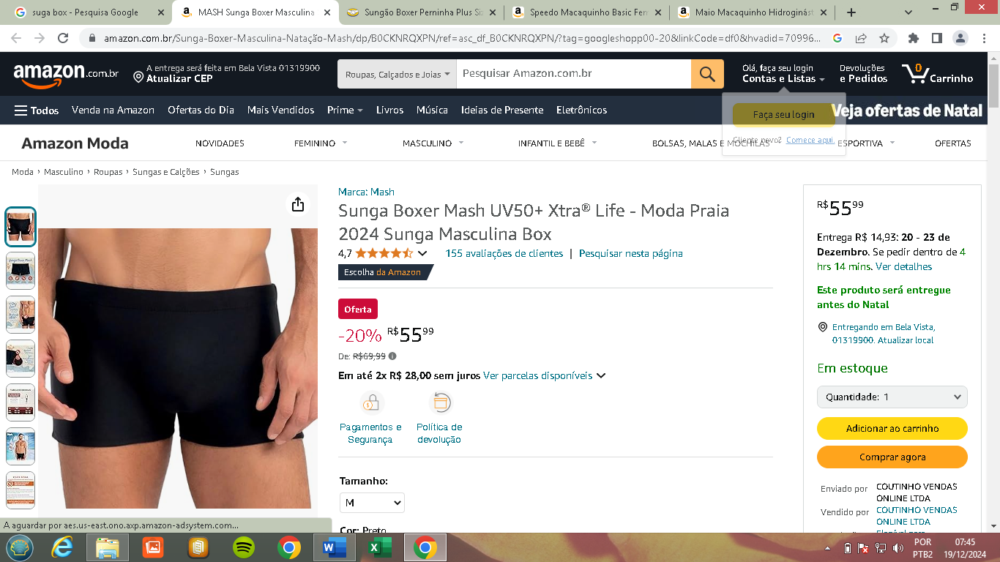 suga box - Pesquisa Google
MASH Sunga Boxer Masculina
Sungão Boxer Perninha Plus Si
Speedo Macaquinho Basic Fem
Maio Macaquinho Hidroginást
amazon.com.br/Sunga-Boxer-Masculina-Natação-Mash/dp/B0CKNRQXPN/ref=asc_df_B0CKNRQXPN/?tag=googleshopp00-20&linkCode=df0&hvadid=70996...
amazon.com.br
A entrega será feita em Bela Vista 01319900
Atualizar CEP
Roupas, Calçados e Joias
Pesquisar Amazon.com.br
Olá, faça seu login
Contas e Listas
Devoluções
e Pedidos
0
Carrinho
Todos
Venda na Amazon
Ofertas do Dia
Mais Vendidos
Prime
Livros
Música
Ideias de Presente
Eletrônicos
Faça seu login
Veja ofertas de Natal
Cliente novo? Comece aqui.
Amazon Moda
NOVIDADES
FEMININO
MASCULINO
INFANTIL E BEBÊ
BOLSAS, MALAS E MOCHILAS
ESPORTIVA
OFERTAS
Moda › Masculino › Roupas › Sungas e Calções › Sungas
Marca: Mash
Sunga Boxer Mash UV50+ Xtra® Life - Moda Praia
2024 Sunga Masculina Box
4,7
155 avaliações de clientes | Pesquisar nesta página
Escolha da Amazon
Oferta
-20% R$5599
De: R$69,99
Em até 2x R$ 28,00 sem juros Ver parcelas disponíveis
Pagamentos e
Segurança
Política de
devolução
Tamanho:
M
Cor: Preto
R$5599
Entrega R$ 14,93: 20 - 23 de
Dezembro. Se pedir dentro de 4
hrs 14 mins. Ver detalhes
Este produto será entregue
antes do Natal
Entregando em Bela Vista,
01319900. Atualizar local
Em estoque
Quantidade: 1
Adicionar ao carrinho
Comprar agora
Enviado por
COUTINHO VENDAS
ONLINE LTDA
Vendido por
COUTINHO VENDAS
ONLINE LTDA
A aguardar por aes.us-east.ono.axp.amazon-adsystem.com...
POR
PTB2
07:45
19/12/2024